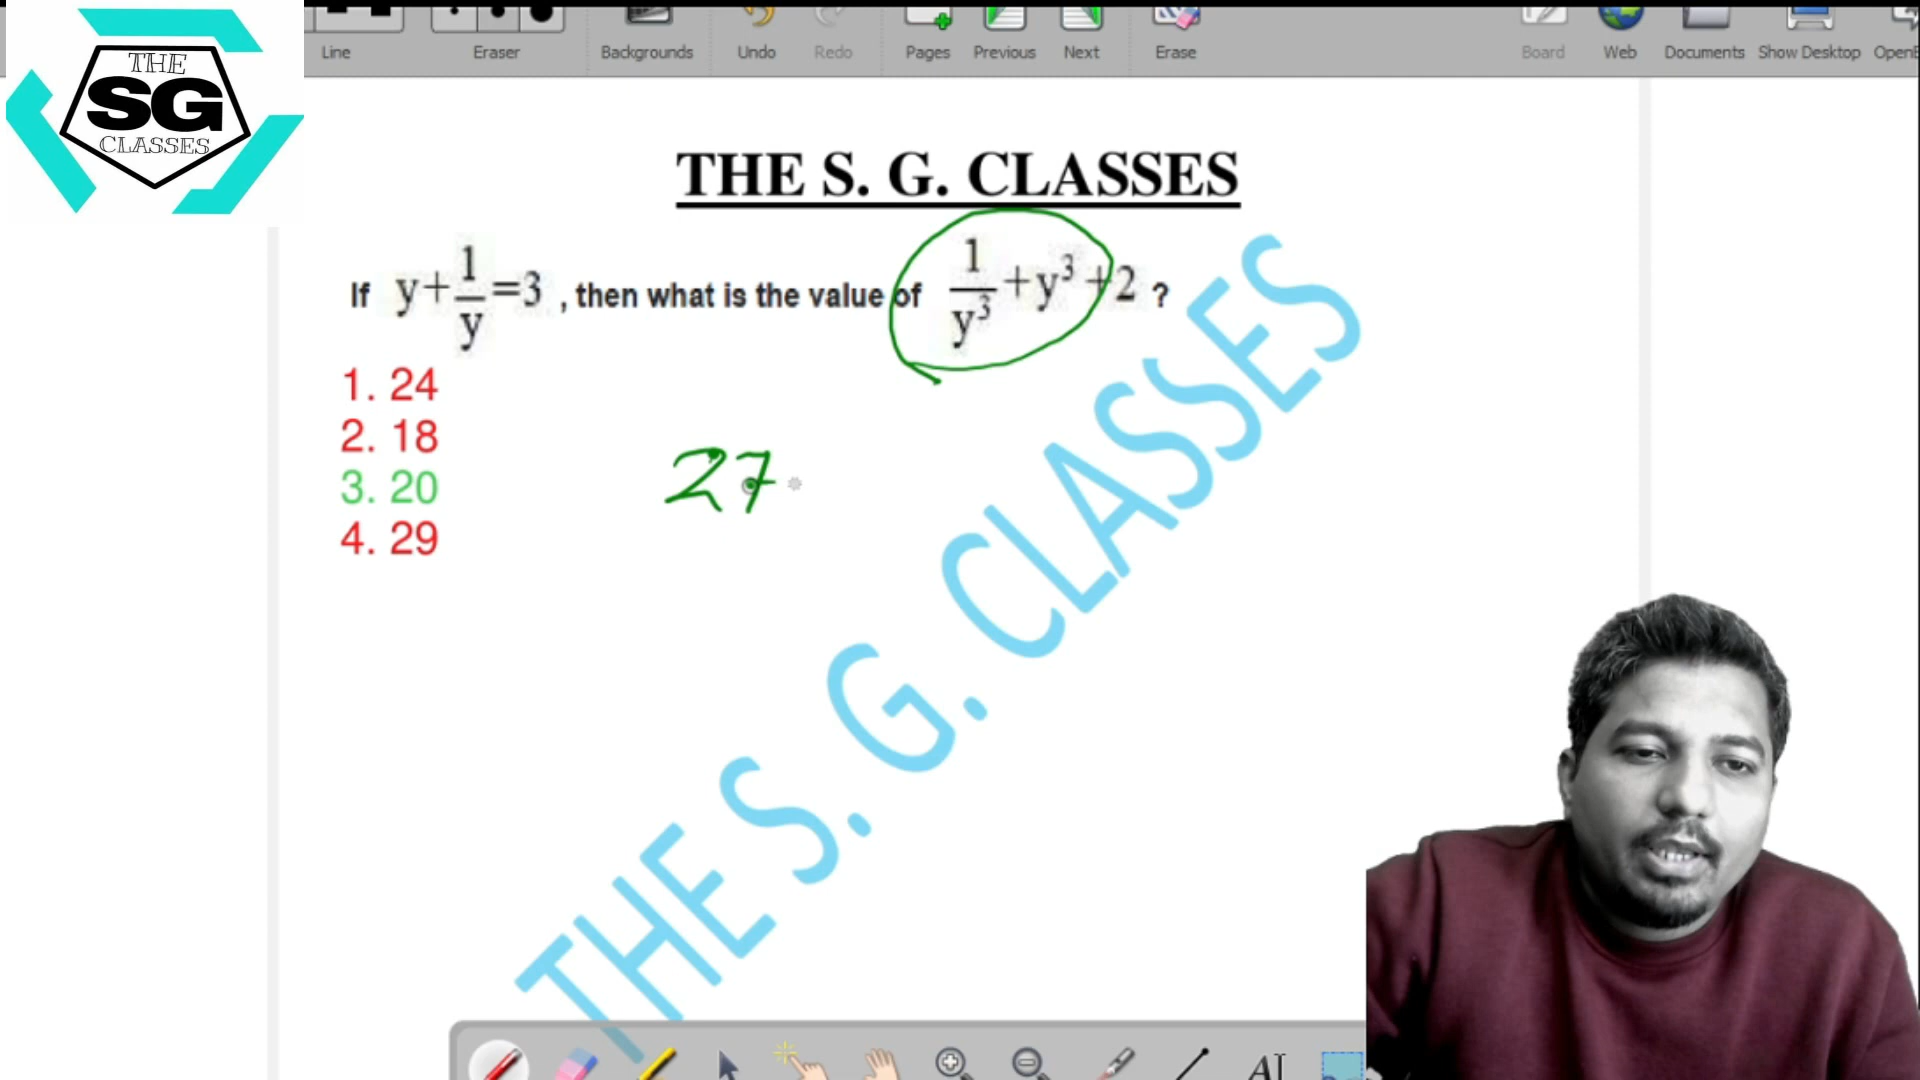 Line Eraser Backgrounds Undo Redo Pages Previous Next Erase Board Web Documents Show Desktop
THE
SG
CLASSES
THE S. G. CLASSES
If y+1/y=3 , then what is the value of 1/y³+y³+2 ?
1. 24
2. 18
3. 20
4. 29
27
THE S. G. CLASSES